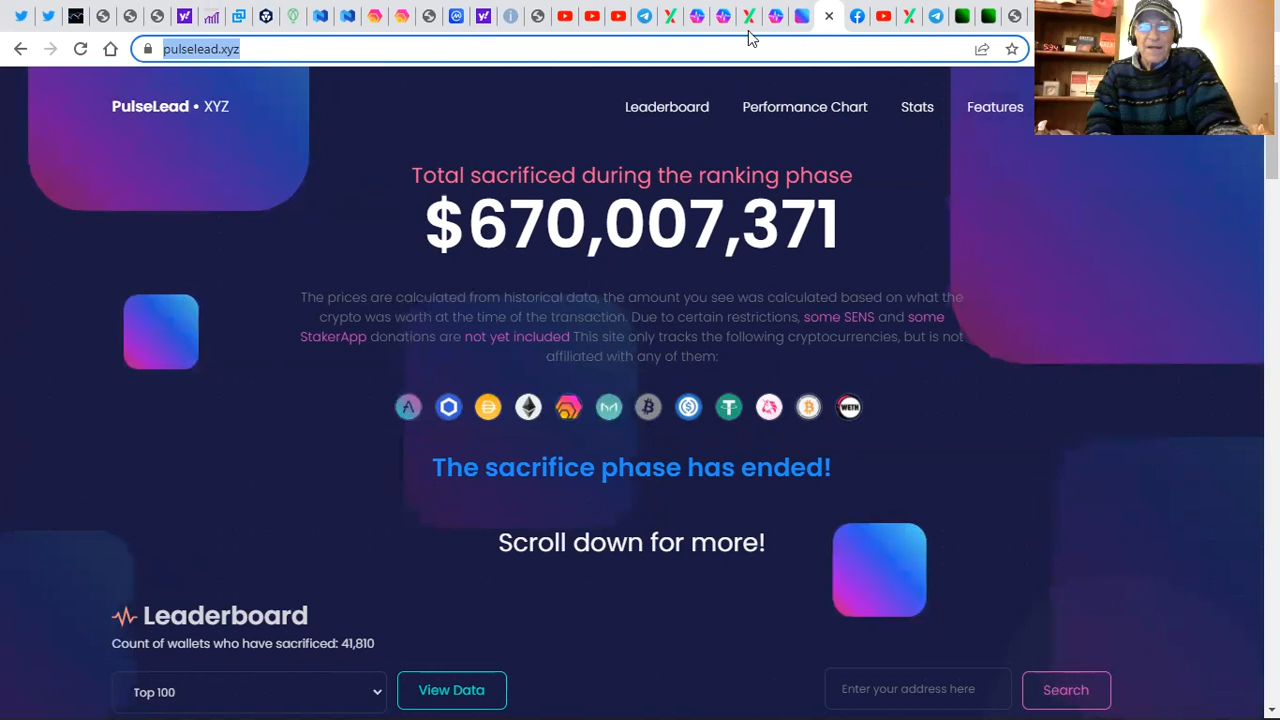 pulselead.xyz
PulseLead • XYZ
Leaderboard
Performance Chart
Stats
Features
Total sacrificed during the ranking phase
$670,007,371
The prices are calculated from historical data, the amount you see was calculated based on what the
crypto was worth at the time of the transaction. Due to certain restrictions, some SENS and some
StakerApp donations are not yet included This site only tracks the following cryptocurrencies, but is not
affiliated with any of them:
WETH
The sacrifice phase has ended!
Scroll down for more!
Leaderboard
Count of wallets who have sacrificed: 41,810
Top 100
View Data
Enter your address here
Search